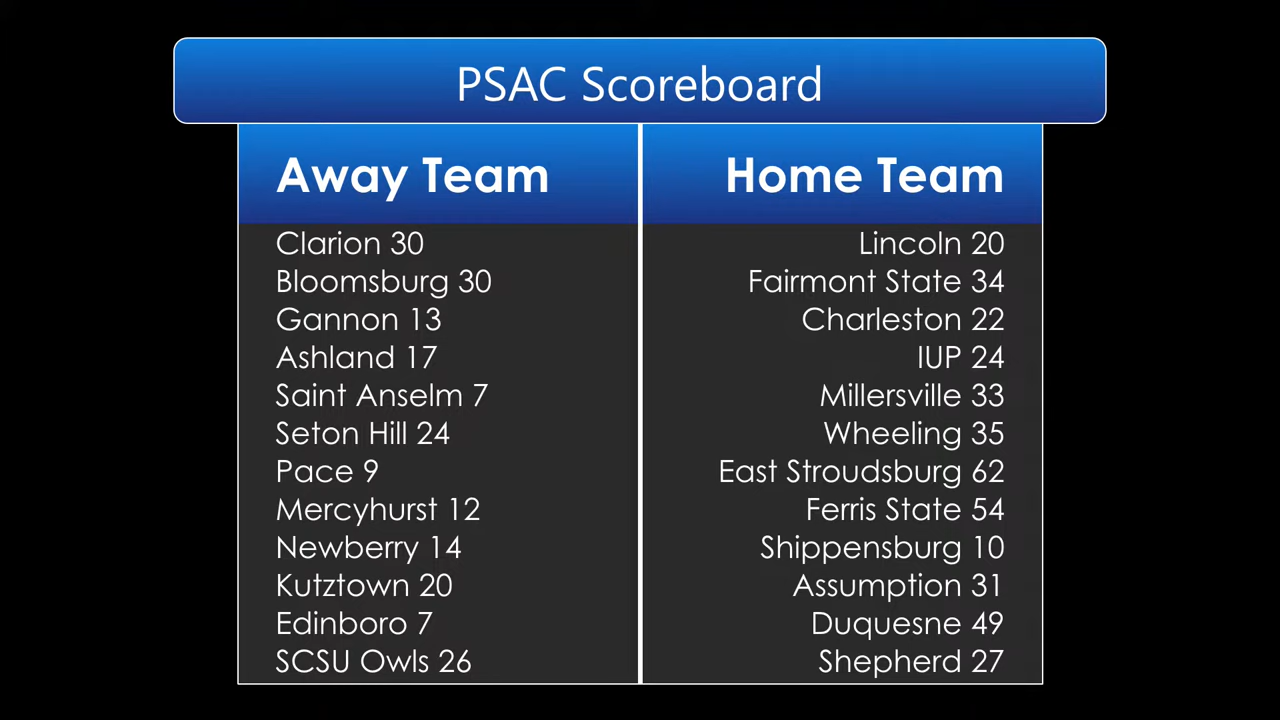 PSAC Scoreboard
Away Team Home Team
Clarion 30 Lincoln 20
Bloomsburg 30 Fairmont State 34
Gannon 13 Charleston 22
Ashland 17 IUP 24
Saint Anselm 7 Millersville 33
Seton Hill 24 Wheeling 35
Pace 9 East Stroudsburg 62
Mercyhurst 12 Ferris State 54
Newberry 14 Shippensburg 10
Kutztown 20 Assumption 31
Edinboro 7 Duquesne 49
SCSU Owls 26 Shepherd 27